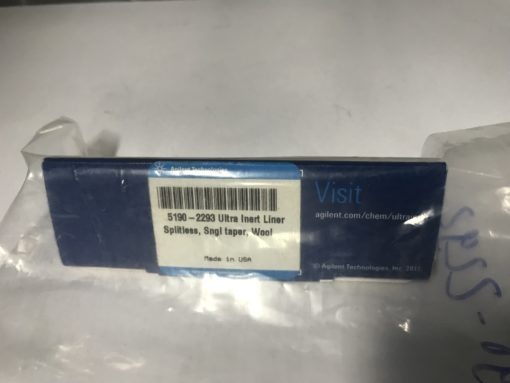 Agilent Technologies
5190-2293 Ultra Inert Liner
Splitless, Sngl taper, Wool
Made in USA
Visit
agilent.com/chem/ultrainert
© Agilent Technologies, Inc. 2011